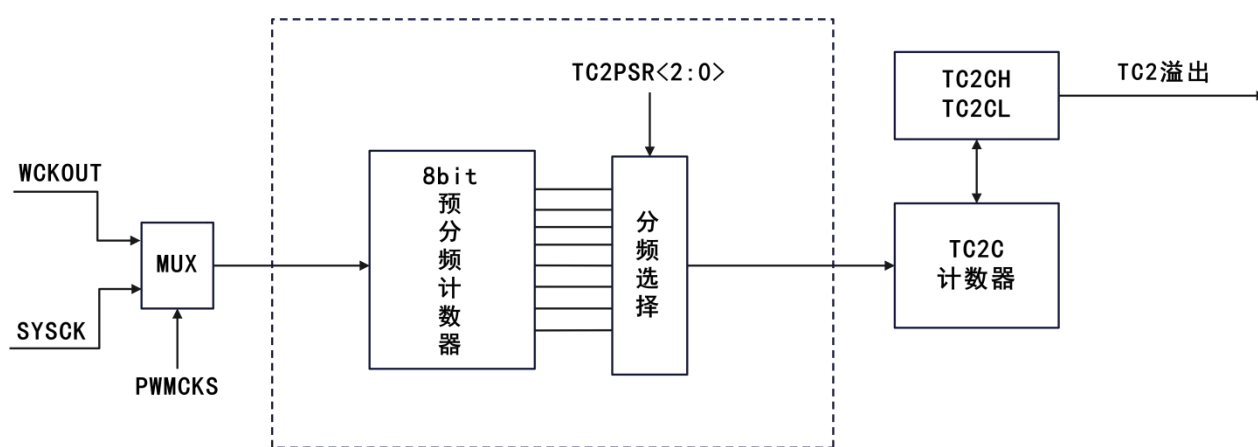 TC2PSR<2:0>
TC2CH
TC2CL
TC2溢出
WCKOUT
8bit
预
分
频
计
数
器
分
频
选
择
MUX
TC2C
计数器
SYSCK
PWMCKS